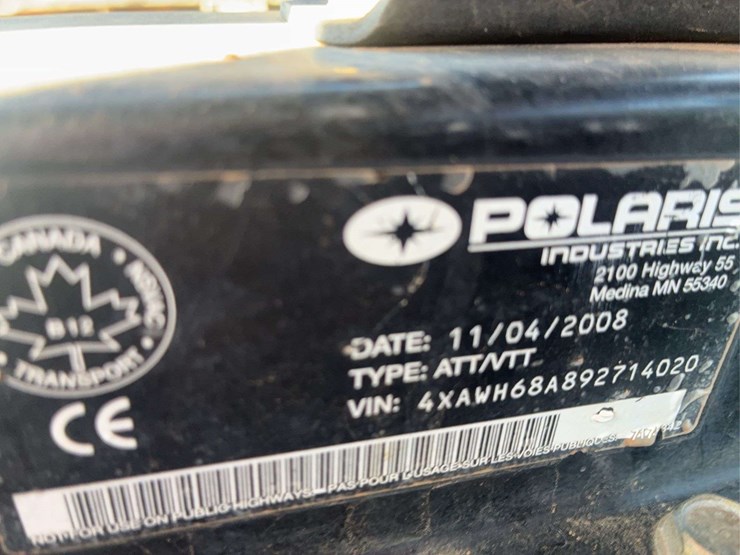 POLARIS
INDUSTRIES INC.
2100 Highway 55
Medina MN 55340
CANADA
B12
TRANSPORT
DATE: 11/04/2008
TYPE: ATT/VTT
VIN: 4XAWH68A892714020
CE
NOT FOR USE ON PUBLIC HIGHWAYS - PAS POUR L'USAGE SUR LES VOIES PUBLIQUES